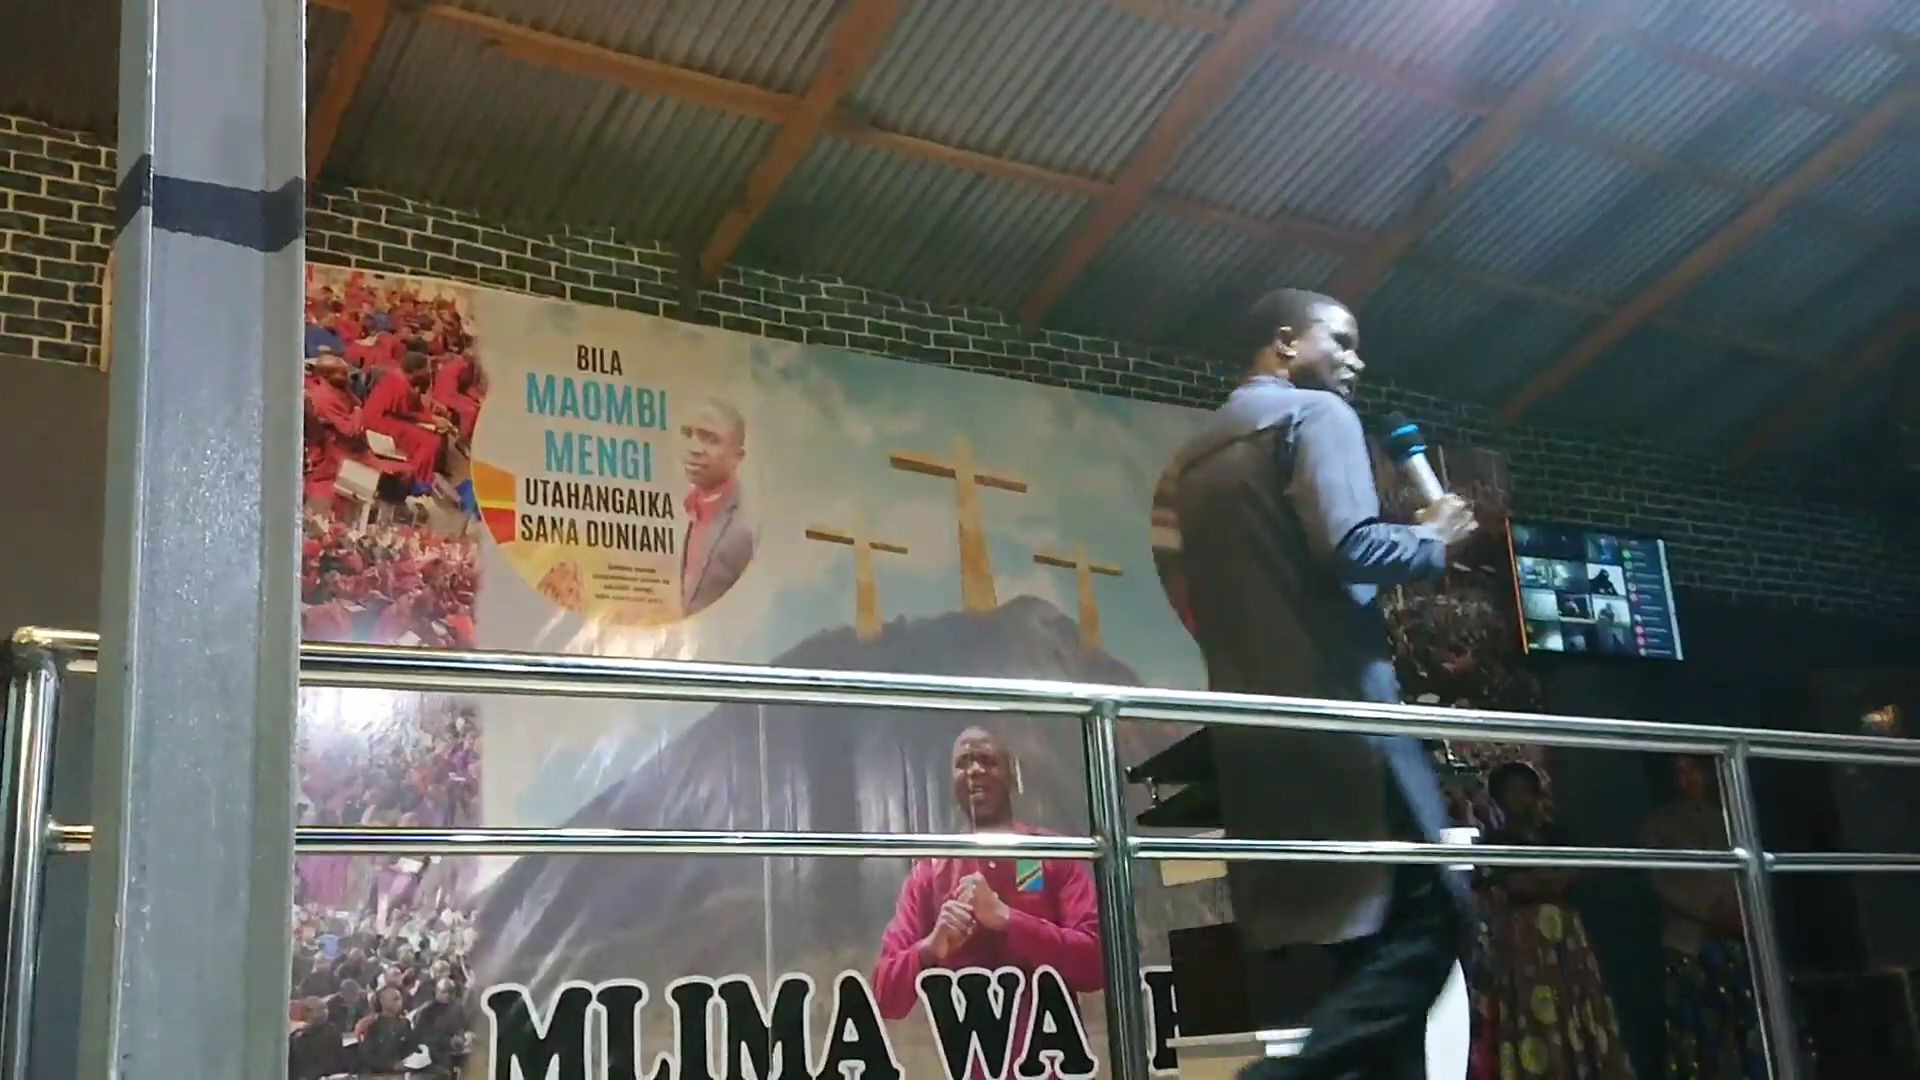 BILA
MAOMBI
MENGI
UTAHANGAIKA
SANA DUNIANI
MLIMA WA